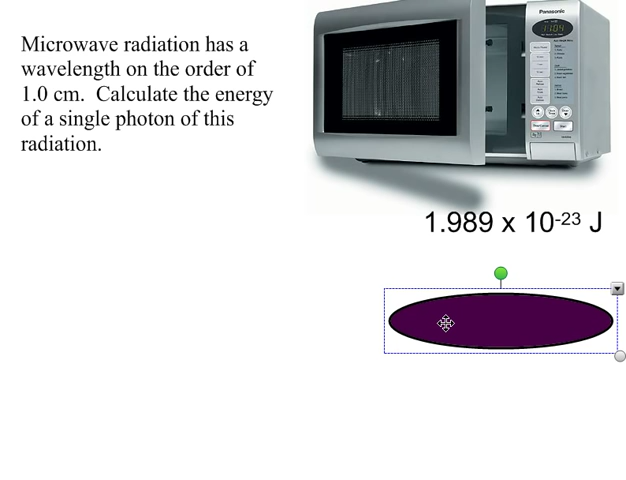 Microwave radiation has a
wavelength on the order of
1.0 cm.  Calculate the energy
of a single photon of this
radiation.
Panasonic
1.989 x 10-23 J